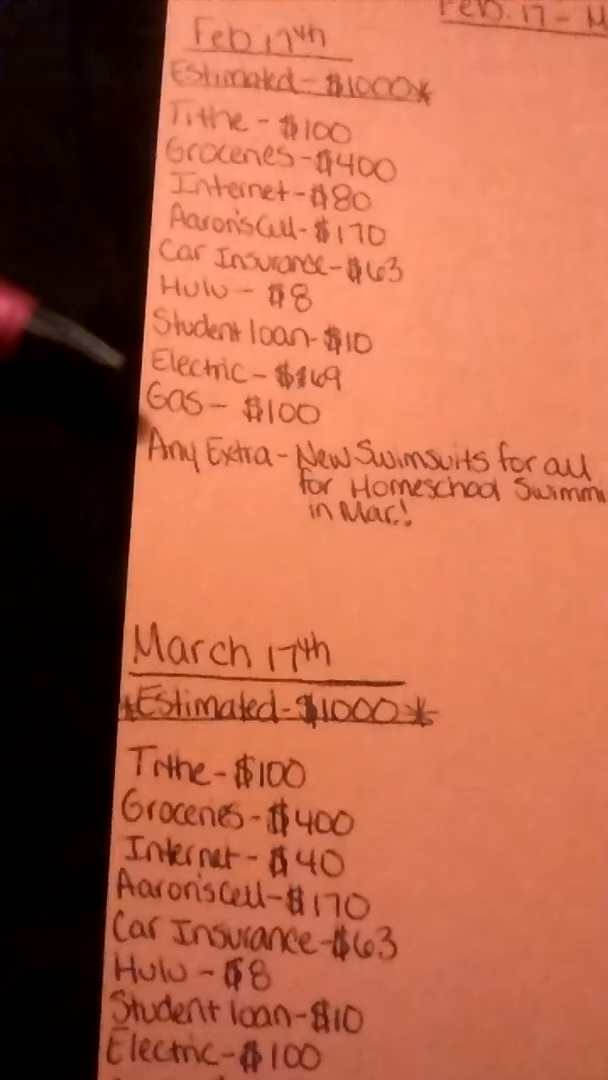 Feb. 17 - M
Feb 17th
Estimated - $1000*
Tithe - $100
Groceries - $400
Internet - $80
Aaron's Cell - $170
Car Insurance - $63
Hulu - $8
Student loan - $10
Electric - $69
Gas - $100
Any Extra - New Swimsuits for all
for Homeschool Swimmi
in Mar.!
March 17th
*Estimated - $1000*
Tithe - $100
Groceries - $400
Internet - $40
Aaron's Cell - $170
Car Insurance - $63
Hulu - $8
Student loan - $10
Electric - $100